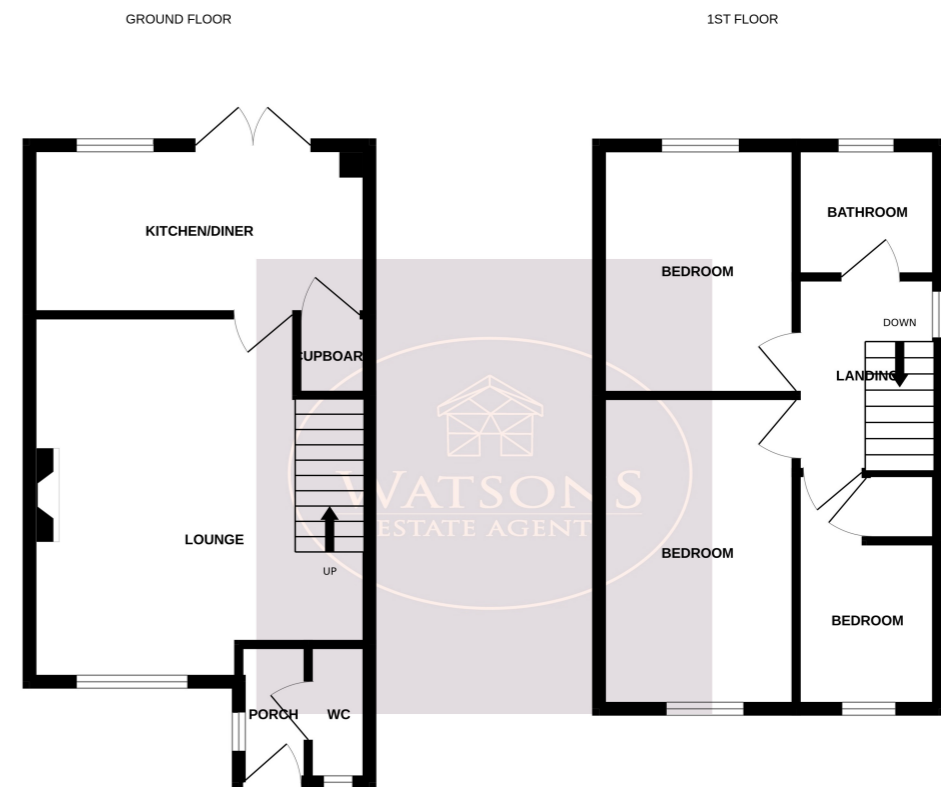 GROUND FLOOR
1ST FLOOR
KITCHEN/DINER
BATHROOM
BEDROOM
DOWN
CUPBOAR
LANDING
WATSONS
ESTATE AGENTS
LOUNGE
BEDROOM
UP
BEDROOM
PORCH
WC